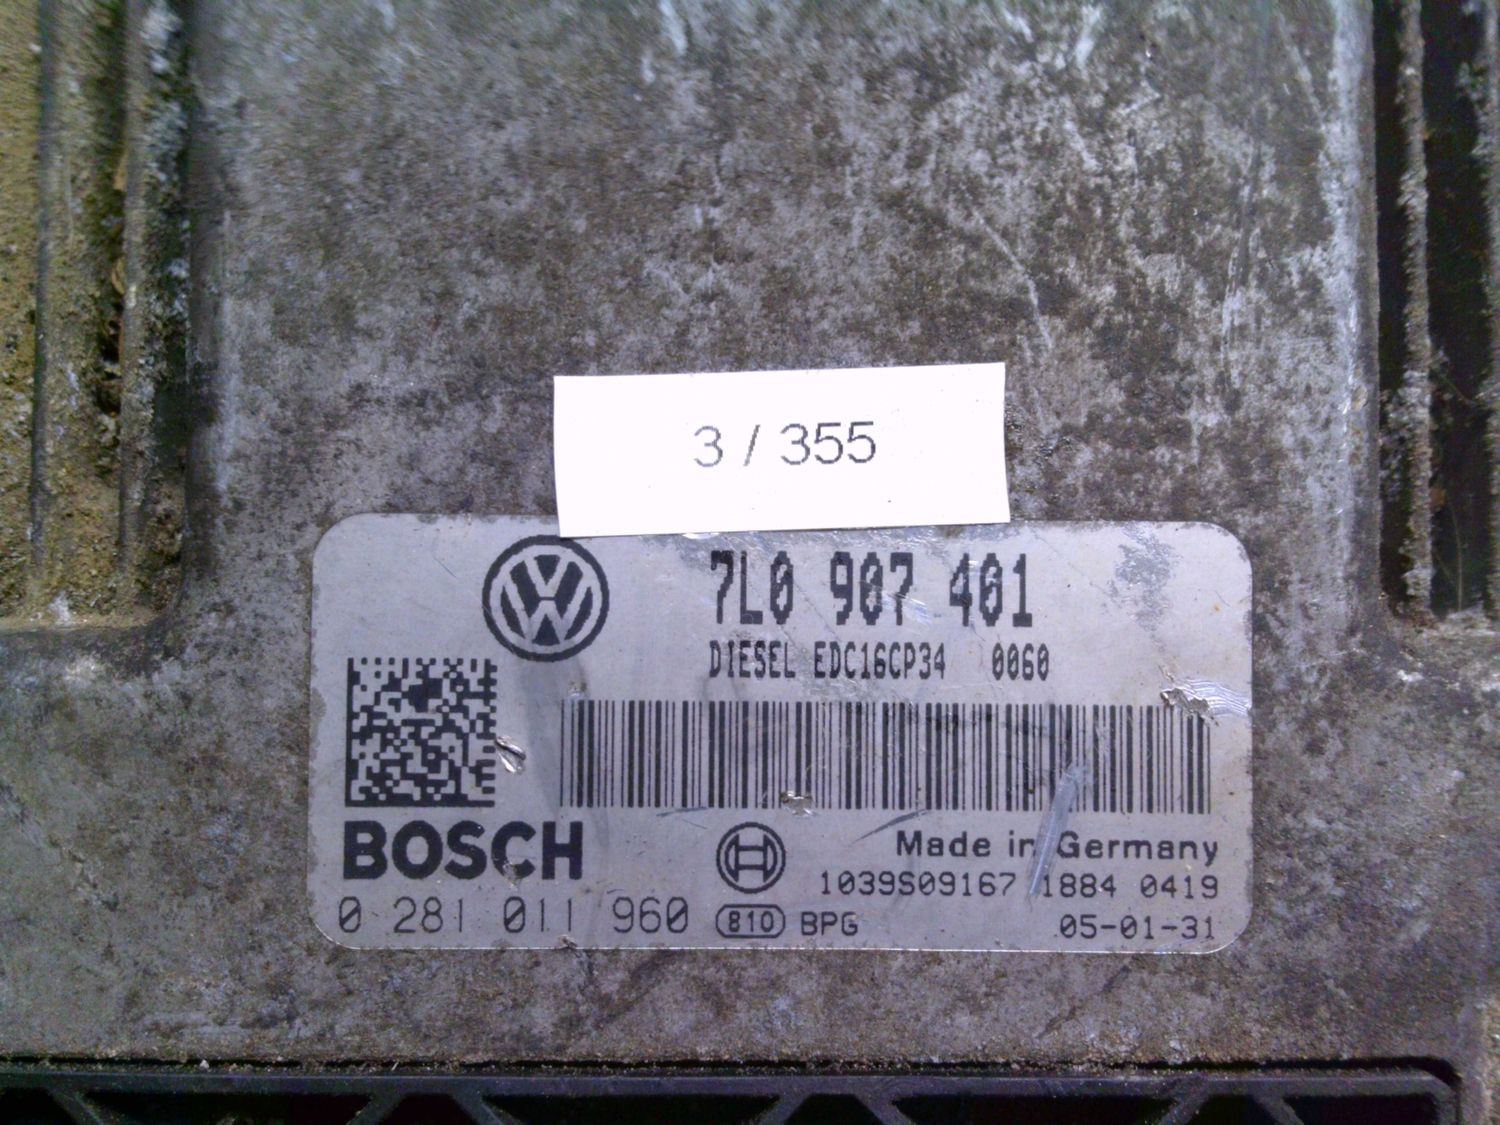 3 / 355
7L0 907 401
DIESEL EDC16CP34 0060
BOSCH
Made in Germany
1039S09167 1884 0419
0 281 011 960
810 BPG
05-01-31